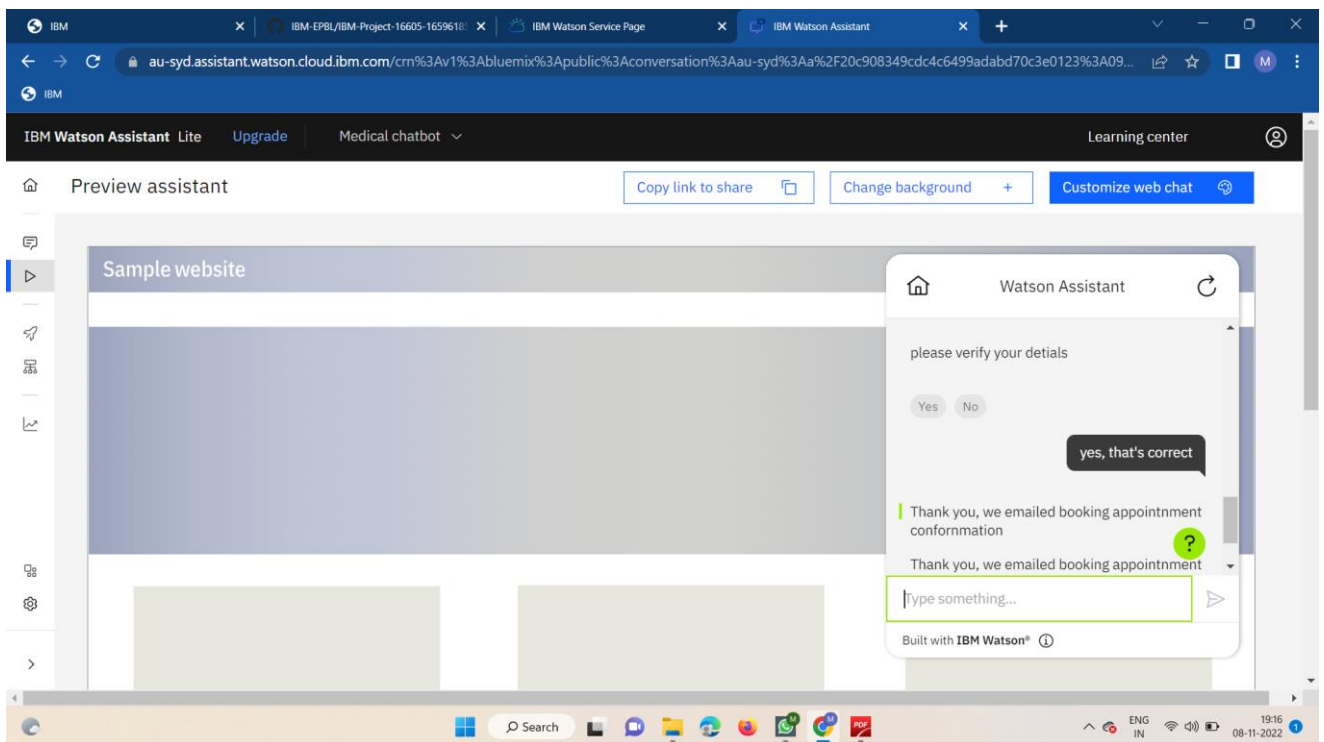 IBM
IBM-EPBL/IBM-Project-16605-1659618
IBM Watson Service Page
IBM Watson Assistant
au-syd.assistant.watson.cloud.ibm.com/crn%3Av1%3Abluemix%3Apublic%3Aconversation%3Aau-syd%3Aa%2F20c908349cdc4c6499adabd70c3e0123%3A09...
M
IBM
IBM Watson Assistant Lite
Upgrade
Medical chatbot
Learning center
Preview assistant
Copy link to share
Change background +
Customize web chat
Sample website
Watson Assistant
please verify your detials
Yes No
yes, that's correct
Thank you, we emailed booking appointnment
confornmation
?
Thank you, we emailed booking appointnment
Type something...
Built with IBM Watson®
Search
PDF
ENG
IN
19:16
08-11-2022
1